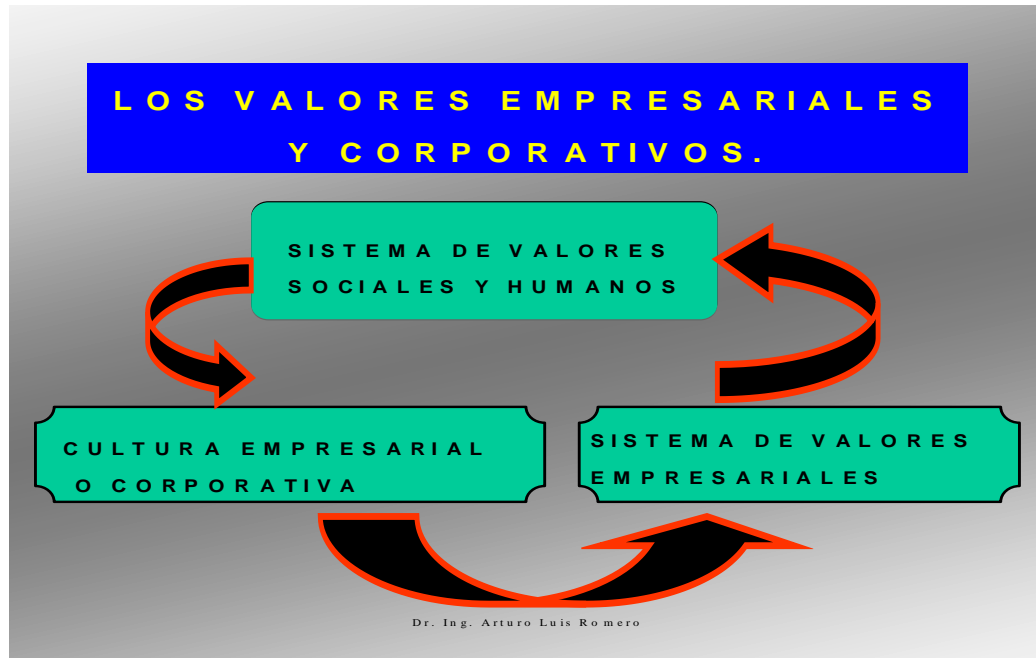 LOS VALORES EMPRESARIALES
Y CORPORATIVOS.
SISTEMA DE VALORES
SOCIALES Y HUMANOS
CULTURA EMPRESARIAL
O CORPORATIVA
SISTEMA DE VALORES
EMPRESARIALES
Dr. Ing. Arturo Luis Romero